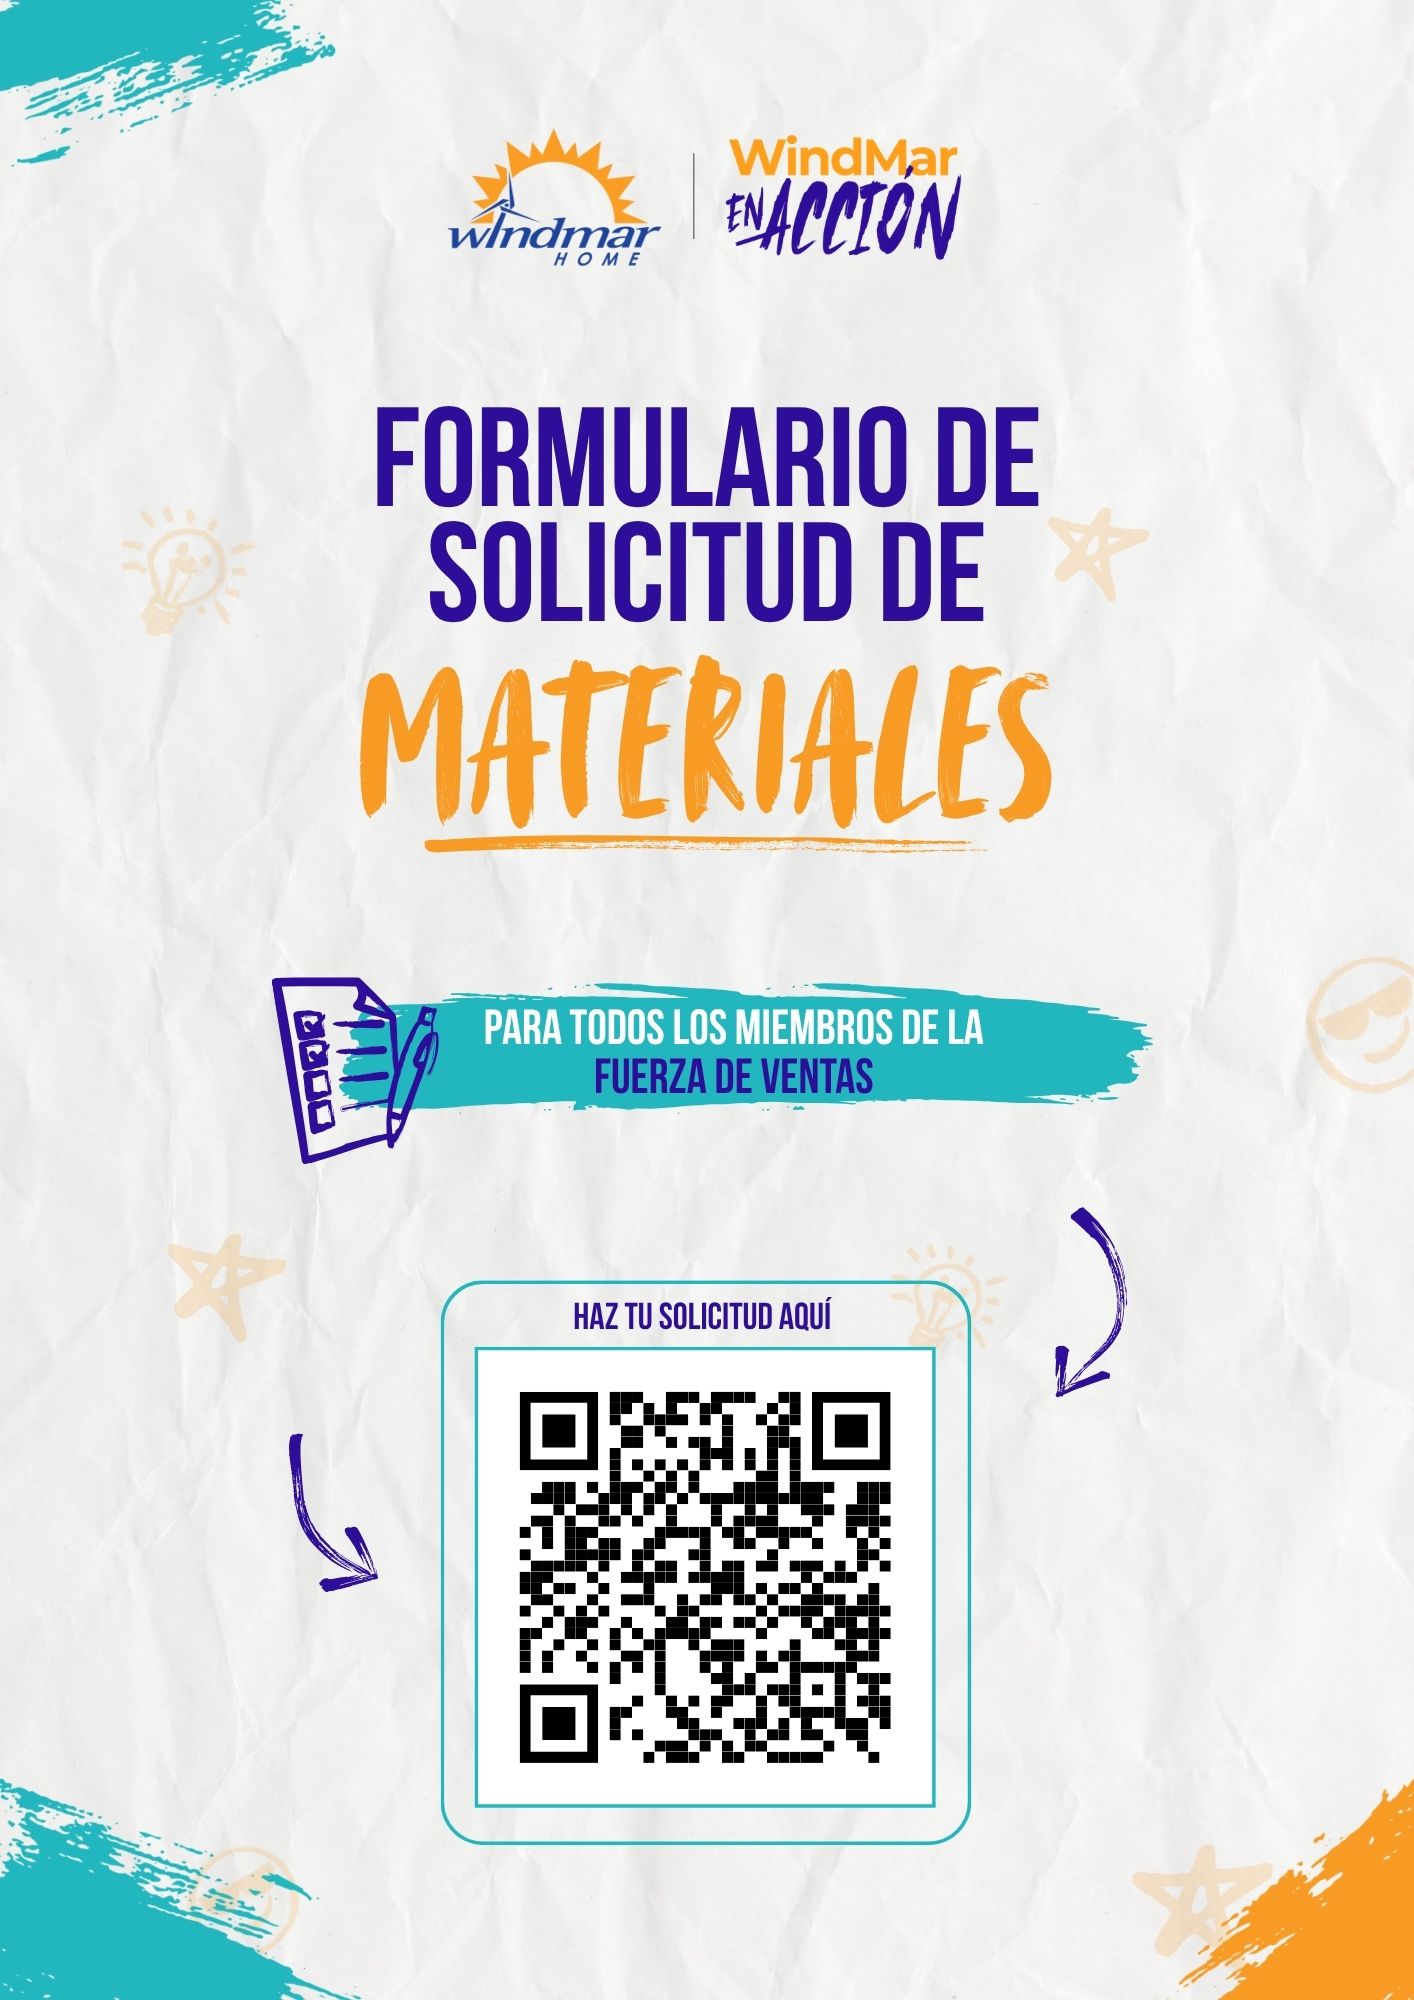 windmar
HOME
WindMar
EN ACCIÓN
FORMULARIO DE
SOLICITUD DE
MATERIALES
PARA TODOS LOS MIEMBROS DE LA
FUERZA DE VENTAS
HAZ TU SOLICITUD AQUÍ